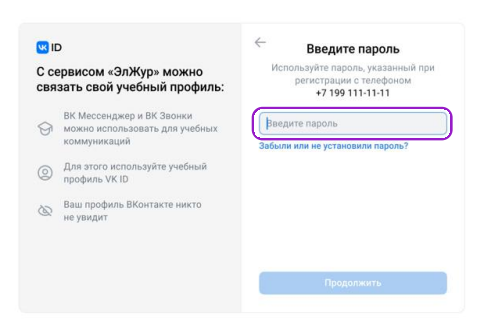 VK ID
С сервисом «ЭлЖур» можно
связать свой учебный профиль:
ВК Мессенджер и ВК Звонки
можно использовать для учебных
коммуникаций
Для этого используйте учебный
профиль VK ID
Ваш профиль ВКонтакте никто
не увидит
Введите пароль
Используйте пароль, указанный при
регистрации с телефоном
+7 199 111-11-11
Введите пароль
Забыли или не установили пароль?
Продолжить